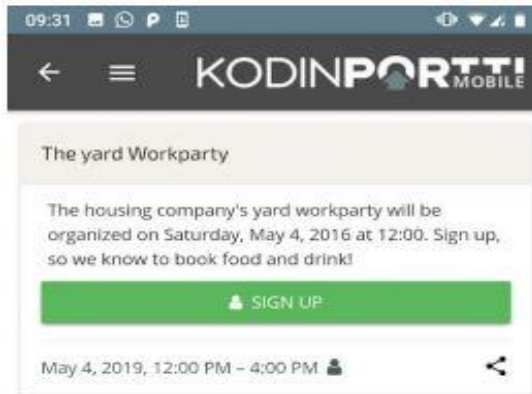 09:31
KODINPORTTI
MOBILE
The yard Workparty
The housing company's yard workparty will be
organized on Saturday, May 4, 2016 at 12:00. Sign up,
so we know to book food and drink!
SIGN UP
May 4, 2019, 12:00 PM – 4:00 PM